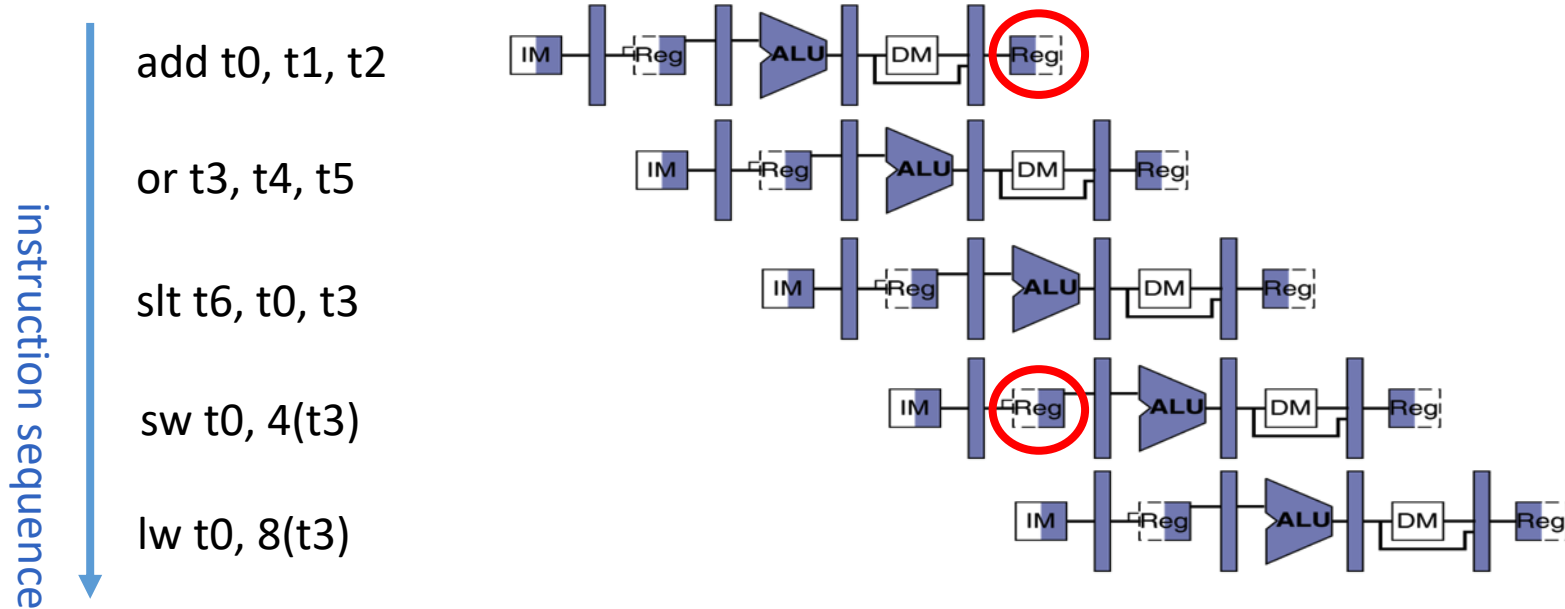 instruction sequence
add t0, t1, t2
IM Reg ALU DM Reg
or t3, t4, t5
IM Reg ALU DM Reg
slt t6, t0, t3
IM Reg ALU DM Reg
sw t0, 4(t3)
IM Reg ALU DM Reg
lw t0, 8(t3)
IM Reg ALU DM Reg